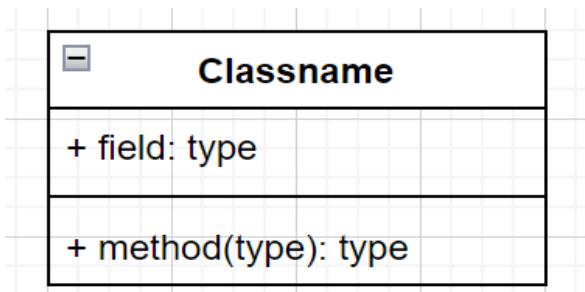 Classname
+ field: type
+ method(type): type